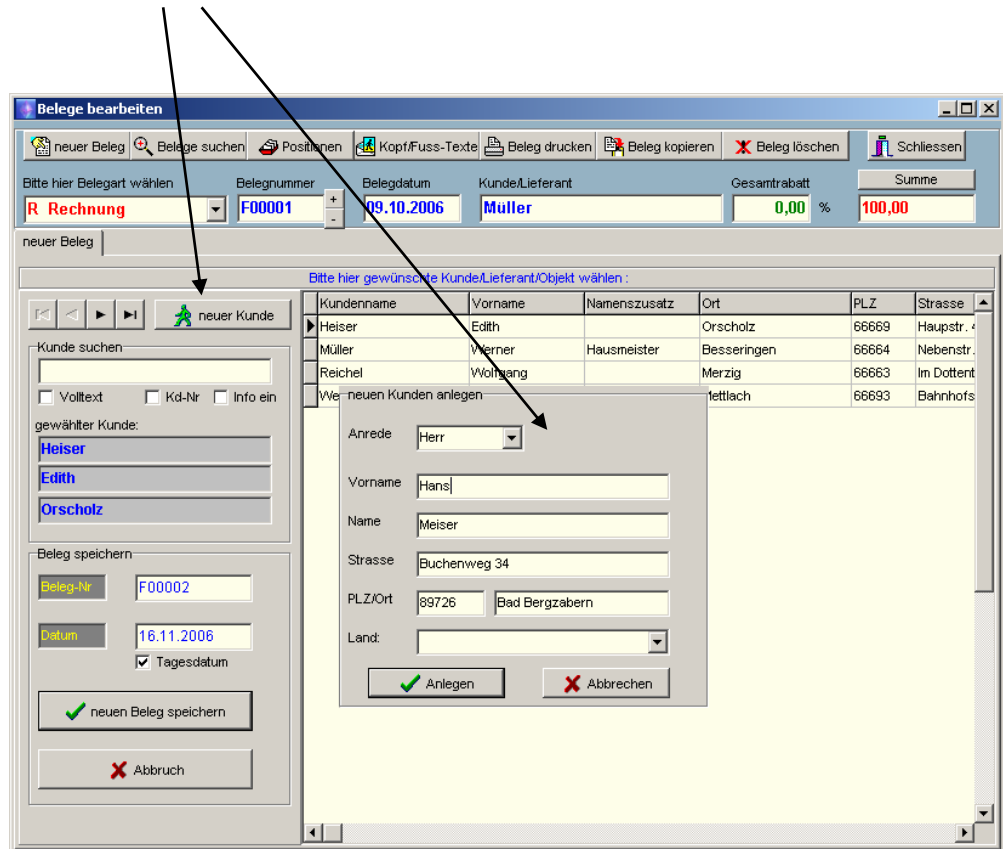 Belege bearbeiten
neuer Beleg Belege suchen Positionen Kopf/Fuss-Texte Beleg drucken Beleg kopieren Beleg löschen Schliessen
Bitte hier Belegart wählen Belegnummer Belegdatum Kunde/Lieferant Gesamtrabatt Summe
R Rechnung F00001 + - 09.10.2006 Müller 0,00 % 100,00
neuer Beleg
Bitte hier gewünschte Kunde/Lieferant/Objekt wählen :
neuer Kunde
Kunde suchen
Volltext Kd-Nr Info ein
gewählter Kunde:
Heiser
Edith
Orscholz
Beleg speichern
Beleg-Nr F00002
Datum 16.11.2006
Tagesdatum
neuen Beleg speichern
Abbruch
Kundenname Vorname Namenszusatz Ort PLZ Strasse
Heiser Edith Orscholz 66669 Haupstr.
Müller Werner Hausmeister Besseringen 66664 Nebenstr.
Reichel Wolfgang Merzig 66663 Im Dottent
We Mettlach 66693 Bahnhofs
neuen Kunden anlegen
Anrede Herr
Vorname Hans
Name Meiser
Strasse Buchenweg 34
PLZ/Ort 89726 Bad Bergzabern
Land:
Anlegen Abbrechen